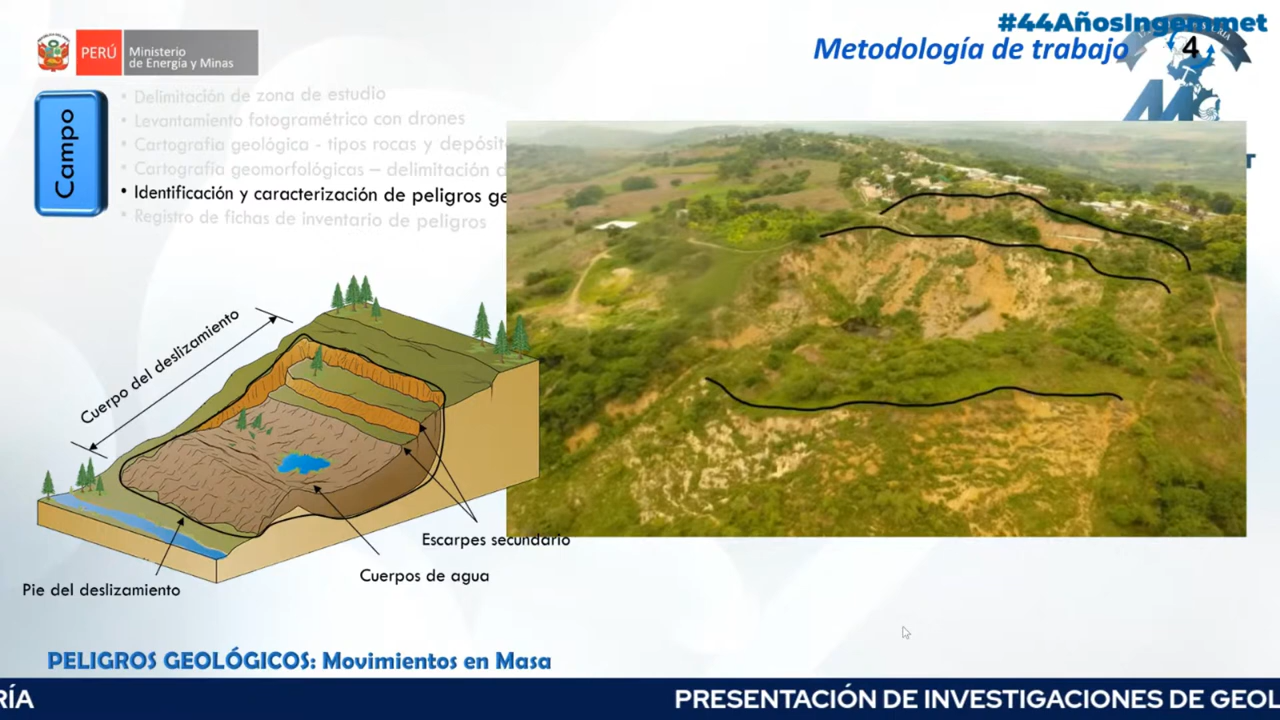 #44AñosIngemmet
PERÚ
Ministerio
de Energía y Minas
Metodología de trabajo
4
44
Campo
• Delimitación de zona de estudio
• Levantamiento fotogramétrico con drones
• Cartografía geológica - tipos rocas y depósit
• Cartografía geomorfológicas – delimitación d
• Identificación y caracterización de peligros ge
• Registro de fichas de inventario de peligros
Cuerpo del deslizamiento
Escarpes secundario
Cuerpos de agua
Pie del deslizamiento
PELIGROS GEOLÓGICOS: Movimientos en Masa
RÍA
PRESENTACIÓN DE INVESTIGACIONES DE GEOL